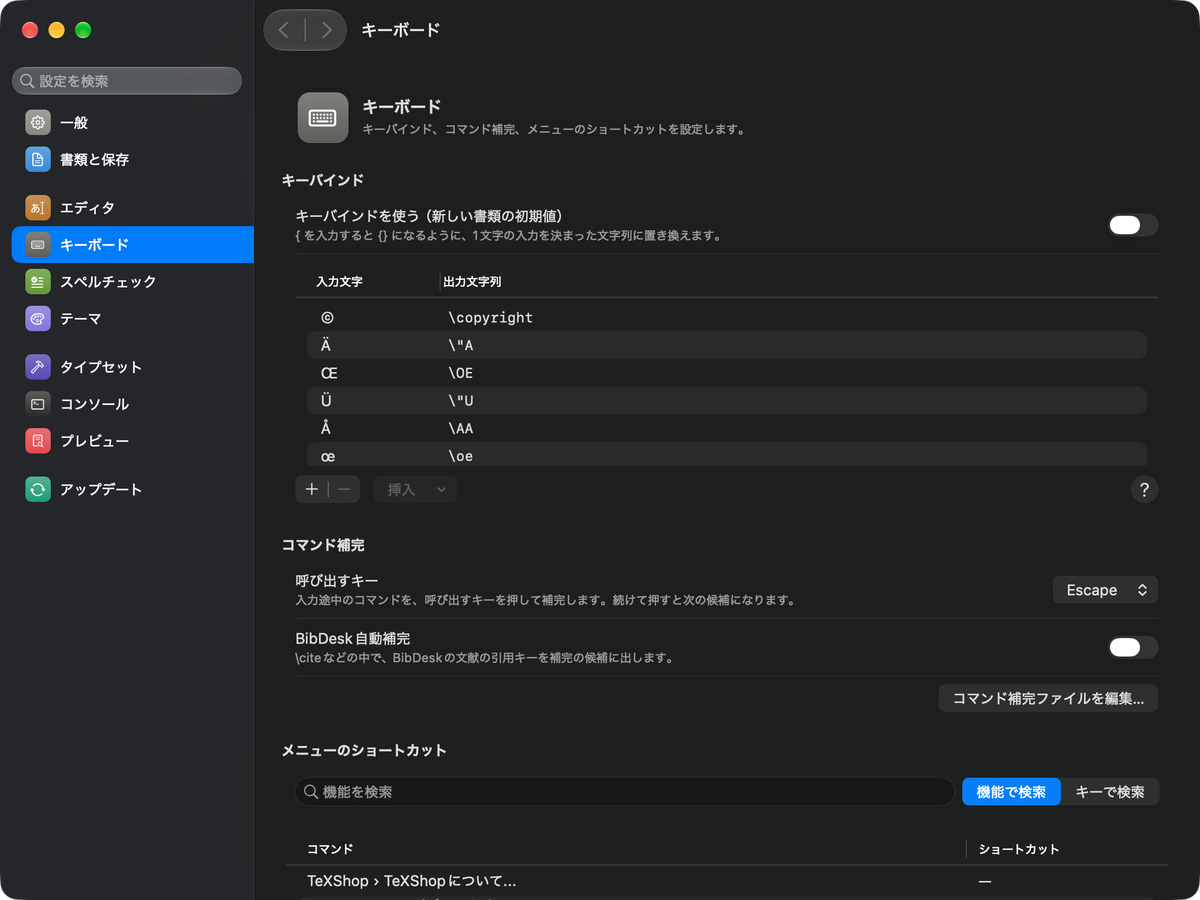 キーボード
設定を検索
一般
書類と保存
エディタ
キーボード
スペルチェック
テーマ
タイプセット
コンソール
プレビュー
アップデート
キーボード
キーバインド、コマンド補完、メニューのショートカットを設定します。
キーバインド
キーバインドを使う（新しい書類の初期値）
{ を入力すると {} になるように、1文字の入力を決まった文字列に置き換えます。
入力文字 出力文字列
© \copyright
Ä \"A
Œ \OE
Ü \"U
Å \AA
œ \oe
挿入
?
コマンド補完
呼び出すキー
入力途中のコマンドを、呼び出すキーを押して補完します。続けて押すと次の候補になります。
Escape
BibDesk 自動補完
\cite などの中で、BibDesk の文献の引用キーを補完の候補に出します。
コマンド補完ファイルを編集...
メニューのショートカット
機能を検索
機能で検索 キーで検索
コマンド ショートカット
TeXShop › TeXShop について... —